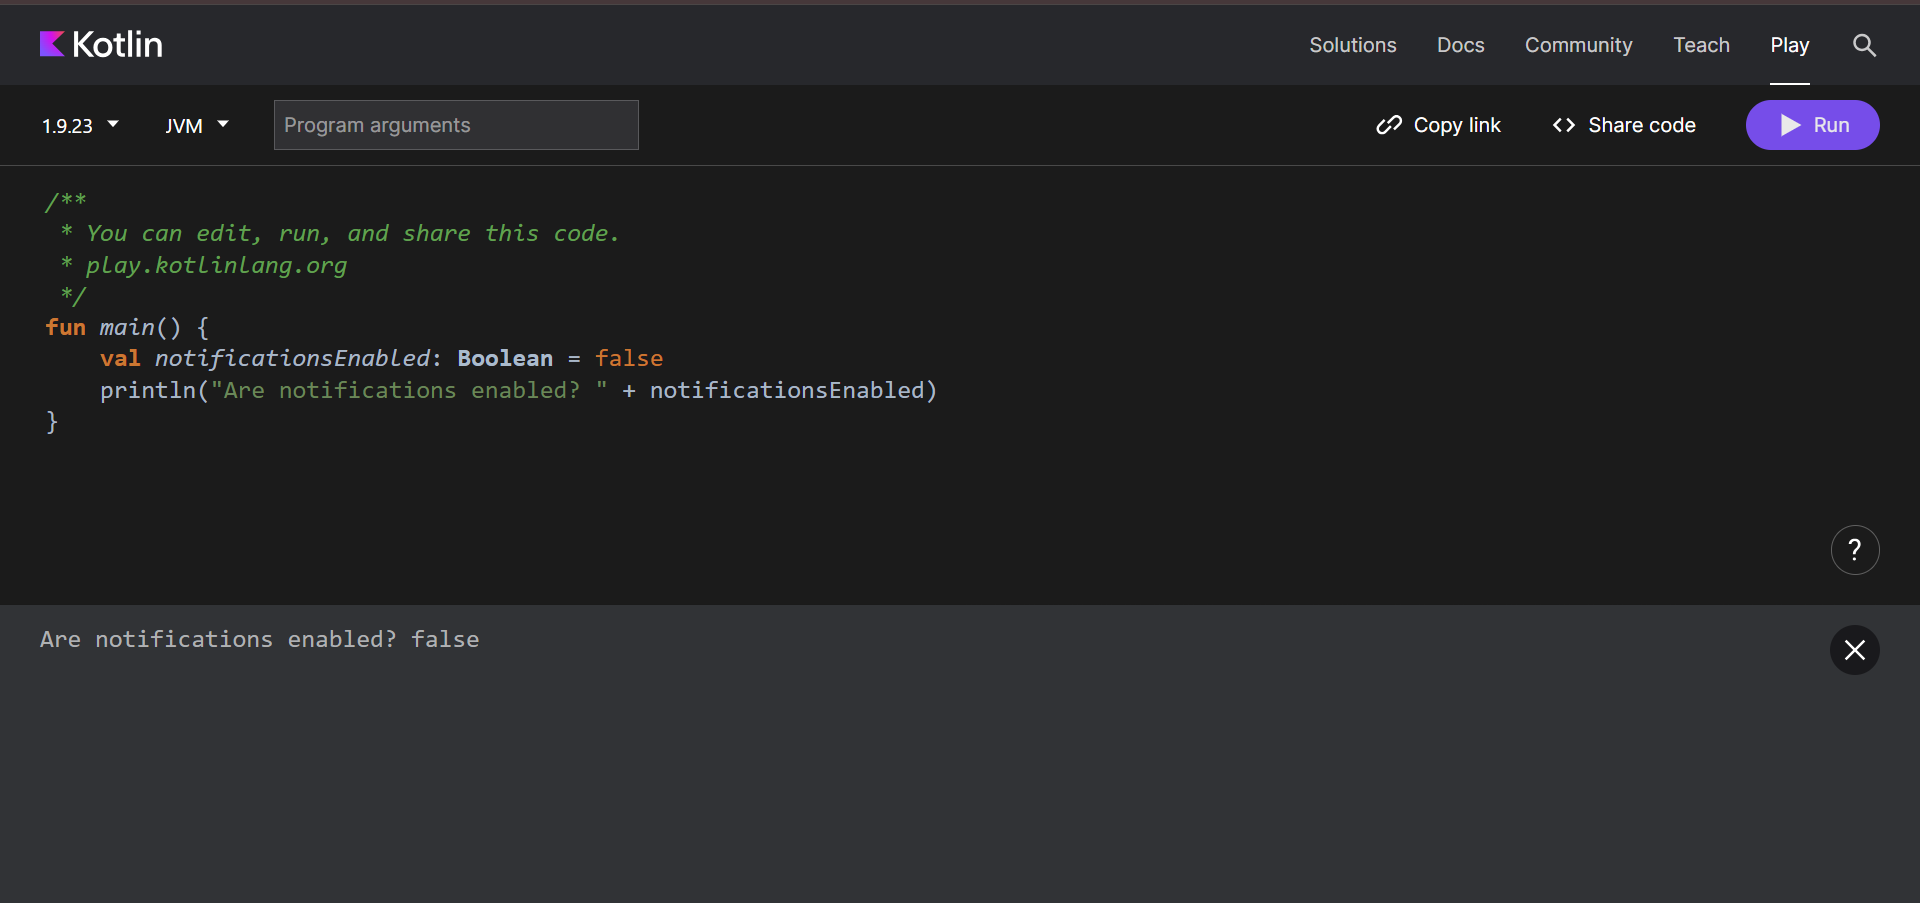 Kotlin
Solutions Docs Community Teach Play
1.9.23 JVM Program arguments Copy link <> Share code Run
/**
 * You can edit, run, and share this code.
 * play.kotlinlang.org
 */
fun main() {
    val notificationsEnabled: Boolean = false
    println("Are notifications enabled? " + notificationsEnabled)
}
?
Are notifications enabled? false